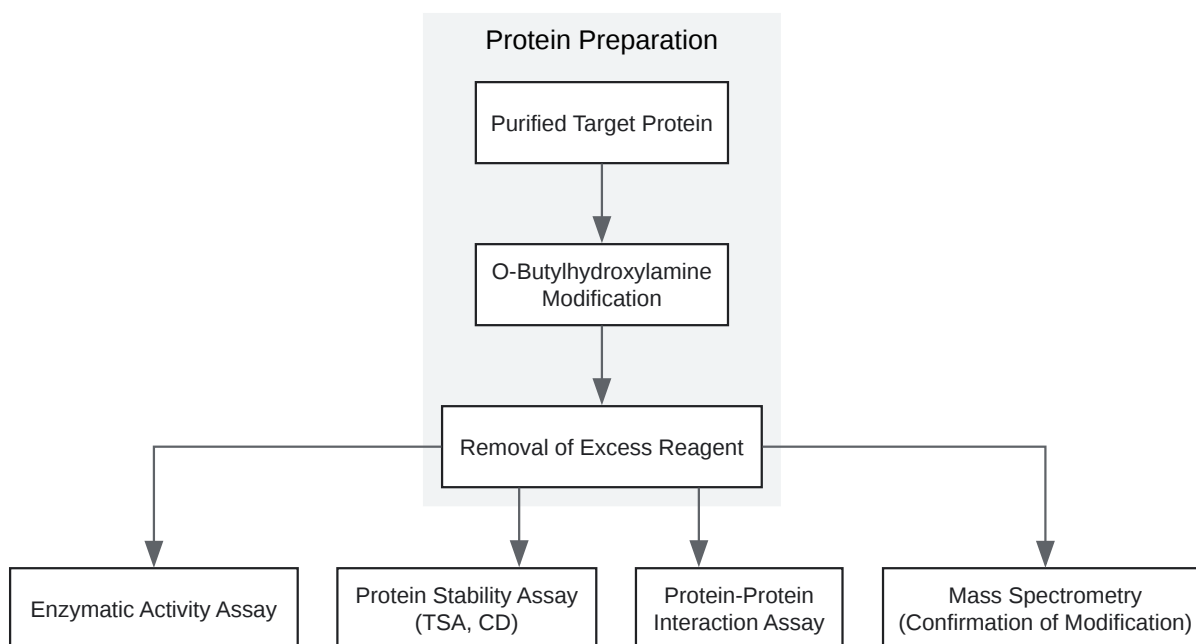 Protein Preparation
Purified Target Protein
O-Butylhydroxylamine
Modification
Removal of Excess Reagent
Enzymatic Activity Assay
Protein Stability Assay
(TSA, CD)
Protein-Protein
Interaction Assay
Mass Spectrometry
(Confirmation of Modification)